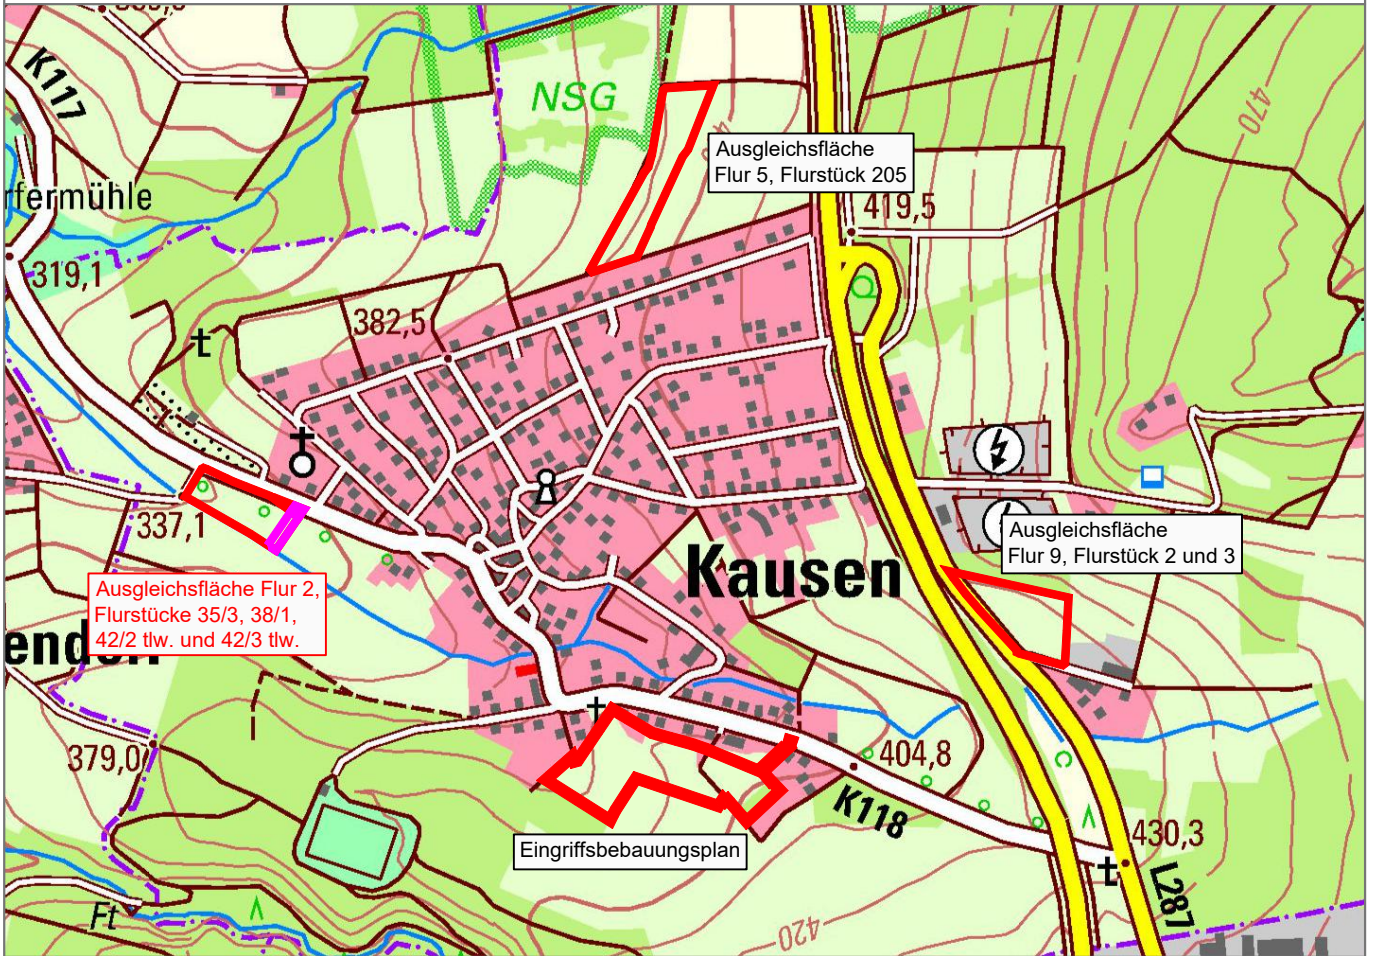 K117
NSG
470
Ausgleichsfläche
Flur 5, Flurstück 205
rfermühle
419,5
319,1
382,5
337,1
Kausen
Ausgleichsfläche
Flur 9, Flurstück 2 und 3
Ausgleichsfläche Flur 2,
Flurstücke 35/3, 38/1,
42/2 tlw. und 42/3 tlw.
379,0
404,8
K118
Eingriffsbebauungsplan
430,3
L287
Ft
420